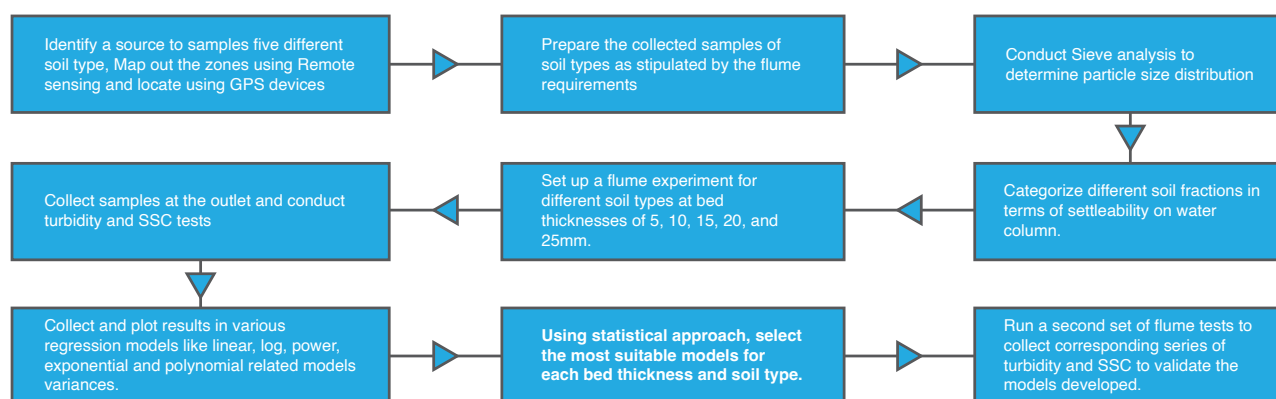 Identify a source to samples five different
soil type, Map out the zones using Remote
sensing and locate using GPS devices
Prepare the collected samples of
soil types as stipulated by the flume
requirements
Conduct Sieve analysis to
determine particle size distribution
Categorize different soil fractions in
terms of settleability on water
column.
Set up a flume experiment for
different soil types at bed
thicknesses of 5, 10, 15, 20, and
25mm.
Collect samples at the outlet and conduct
turbidity and SSC tests
Collect and plot results in various
regression models like linear, log, power,
exponential and polynomial related models
variances.
Using statistical approach, select
the most suitable models for
each bed thickness and soil type.
Run a second set of flume tests to
collect corresponding series of
turbidity and SSC to validate the
models developed.